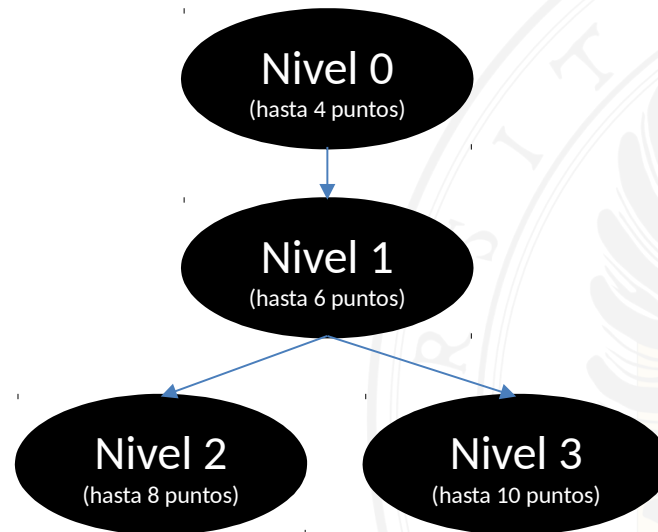 Nivel 0
(hasta 4 puntos)
Nivel 1
(hasta 6 puntos)
Nivel 2
(hasta 8 puntos)
Nivel 3
(hasta 10 puntos)
R S I T